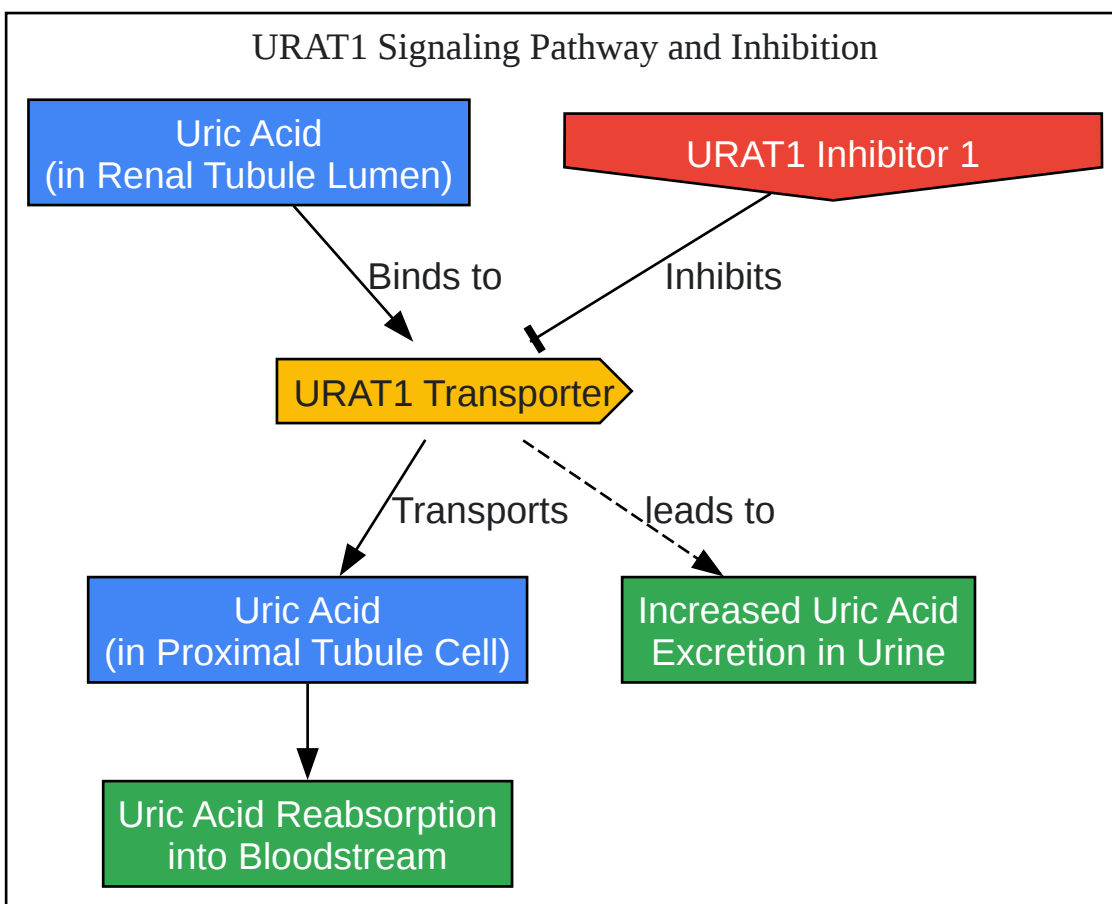 URAT1 Signaling Pathway and Inhibition
Uric Acid
(in Renal Tubule Lumen)
URAT1 Inhibitor 1
Binds to
Inhibits
URAT1 Transporter
Transports
leads to
Uric Acid
(in Proximal Tubule Cell)
Increased Uric Acid
Excretion in Urine
Uric Acid Reabsorption
into Bloodstream